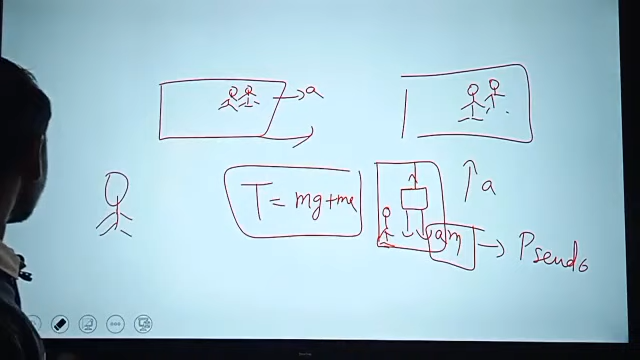 → a
T = mg + ma
↑ a
am → Pseudo